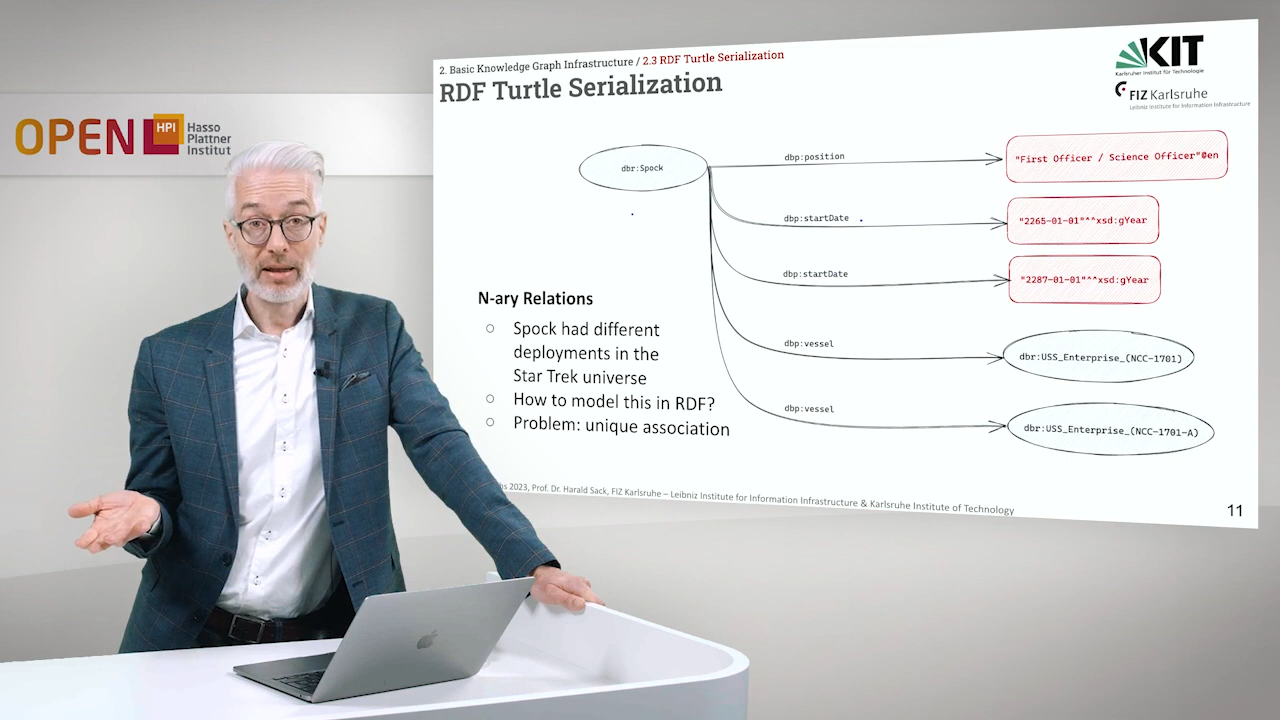 OPEN HPI Hasso
Plattner
Institut
2. Basic Knowledge Graph Infrastructure / 2.3 RDF Turtle Serialization
RDF Turtle Serialization
KIT
Karlsruher Institut für Technologie
FIZ Karlsruhe
Leibniz Institute for Information Infrastructure
dbr:Spock
dbp:position
"First Officer / Science Officer"@en
dbp:startDate
"2265-01-01"^^xsd:gYear
dbp:startDate
"2287-01-01"^^xsd:gYear
dbp:vessel
dbr:USS_Enterprise_(NCC-1701)
dbp:vessel
dbr:USS_Enterprise_(NCC-1701-A)
N-ary Relations
○ Spock had different
deployments in the
Star Trek universe
○ How to model this in RDF?
○ Problem: unique association
2023, Prof. Dr. Harald Sack, FIZ Karlsruhe – Leibniz Institute for Information Infrastructure & Karlsruhe Institute of Technology
11